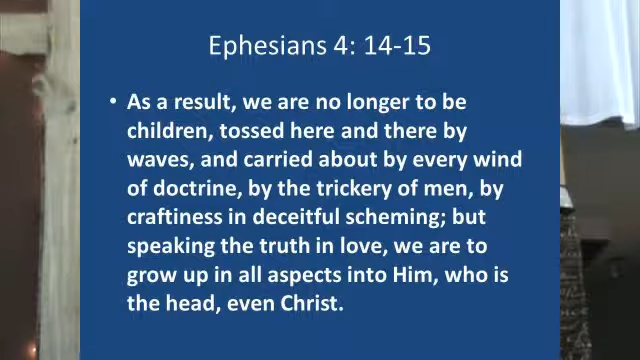 Ephesians 4: 14-15
• As a result, we are no longer to be
children, tossed here and there by
waves, and carried about by every wind
of doctrine, by the trickery of men, by
craftiness in deceitful scheming; but
speaking the truth in love, we are to
grow up in all aspects into Him, who is
the head, even Christ.